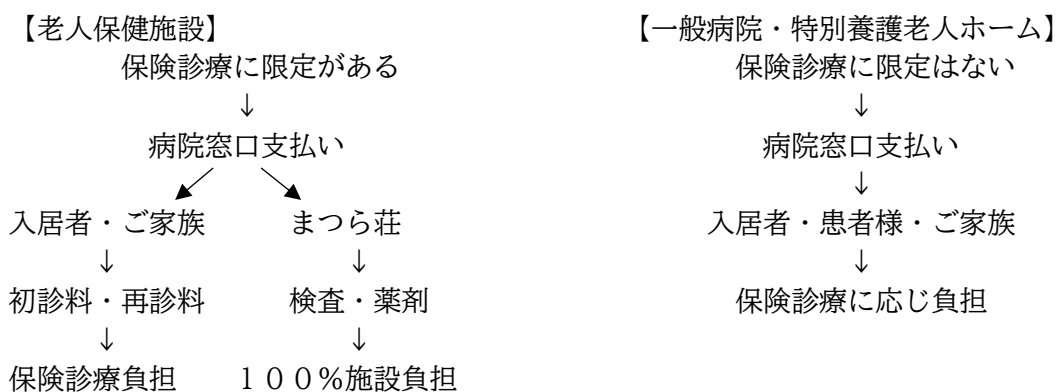 【老人保健施設】 【一般病院・特別養護老人ホーム】
保険診療に限定がある 保険診療に限定はない
↓ ↓
病院窓口支払い 病院窓口支払い
↓
入居者・ご家族 まつら荘 入居者・患者様・ご家族
↓ ↓ ↓
初診料・再診料 検査・薬剤 保険診療に応じ負担
↓ ↓
保険診療負担 １００％施設負担